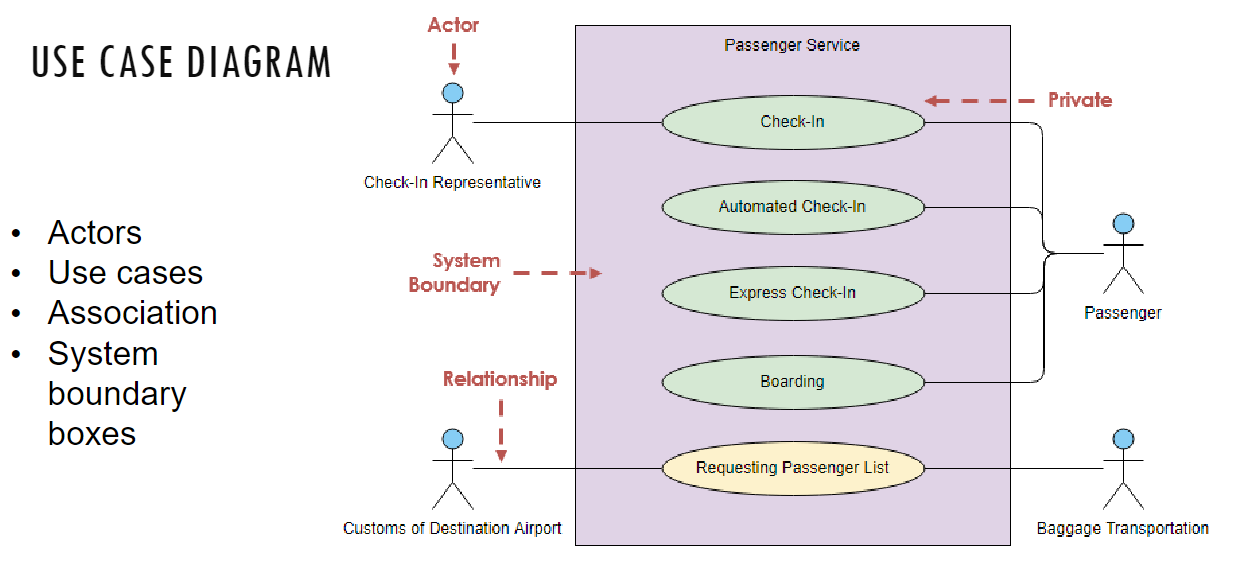 USE CASE DIAGRAM
• Actors
• Use cases
• Association
• System
boundary
boxes
Actor
Passenger Service
Private
Check-In
Check-In Representative
Automated Check-In
System
Boundary
Express Check-In
Passenger
Relationship
Boarding
Requesting Passenger List
Customs of Destination Airport
Baggage Transportation